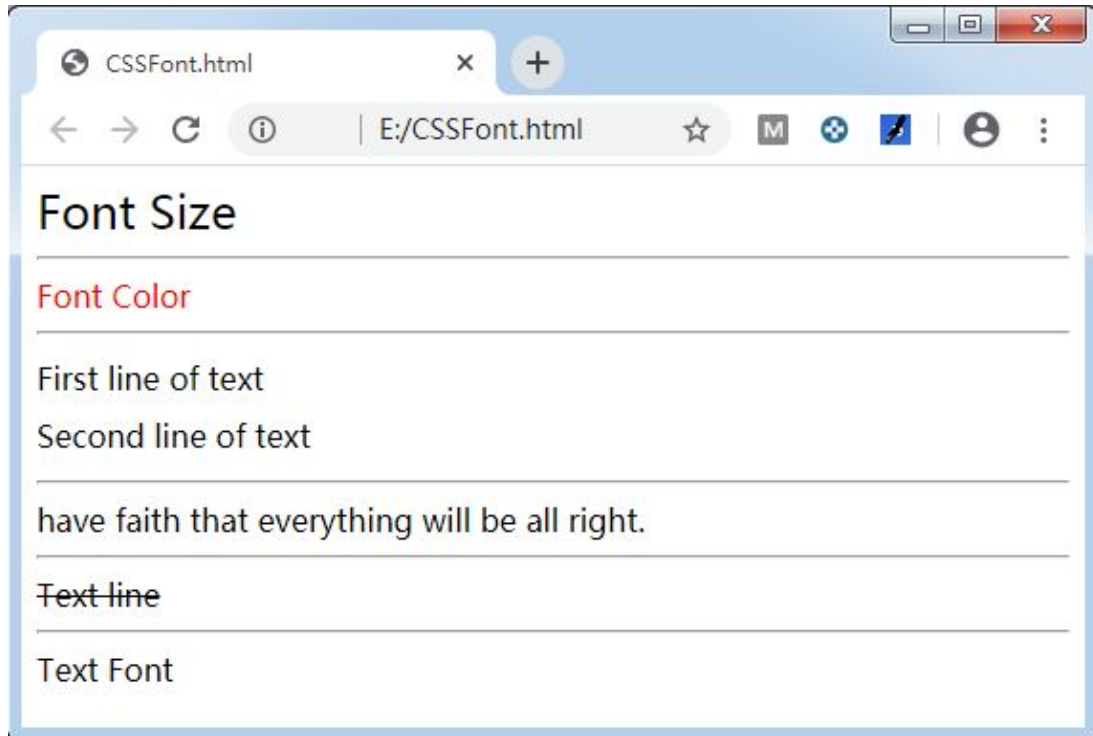 CSSFont.html
E:/CSSFont.html
M
Font Size
Font Color
First line of text
Second line of text
have faith that everything will be all right.
Text line
Text Font